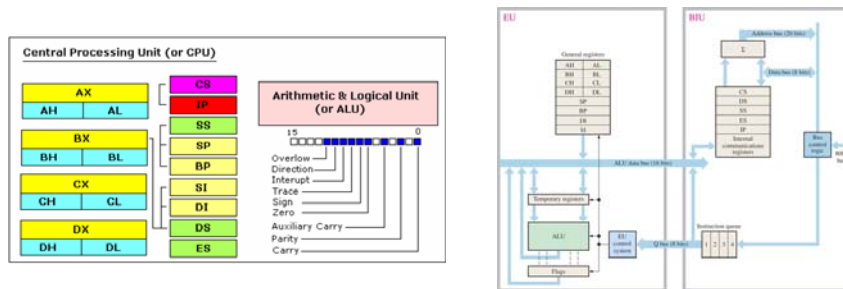 Central Processing Unit (or CPU)
AX
AH AL
BX
BH BL
CX
CH CL
DX
DH DL
CS
IP
SS
SP
BP
SI
DI
DS
ES
Arithmetic & Logical Unit
(or ALU)
15 0
Overlow
Direction
Interupt
Trace
Sign
Zero
Auxiliary Carry
Parity
Carry
EU
General registers
AH AL
BH BL
CH CL
DH DL
SP
BP
DI
SI
ALU data bus (16 bits)
Temporary registers
ALU
EU
control
system
Flags
Q bus (8 bits)
BIU
Address bus (20 bits)
Σ
Data bus (8 bits)
CS
DS
SS
ES
IP
Internal
communications
registers
Bus
control
logic
Instruction queue
1 2 3 4